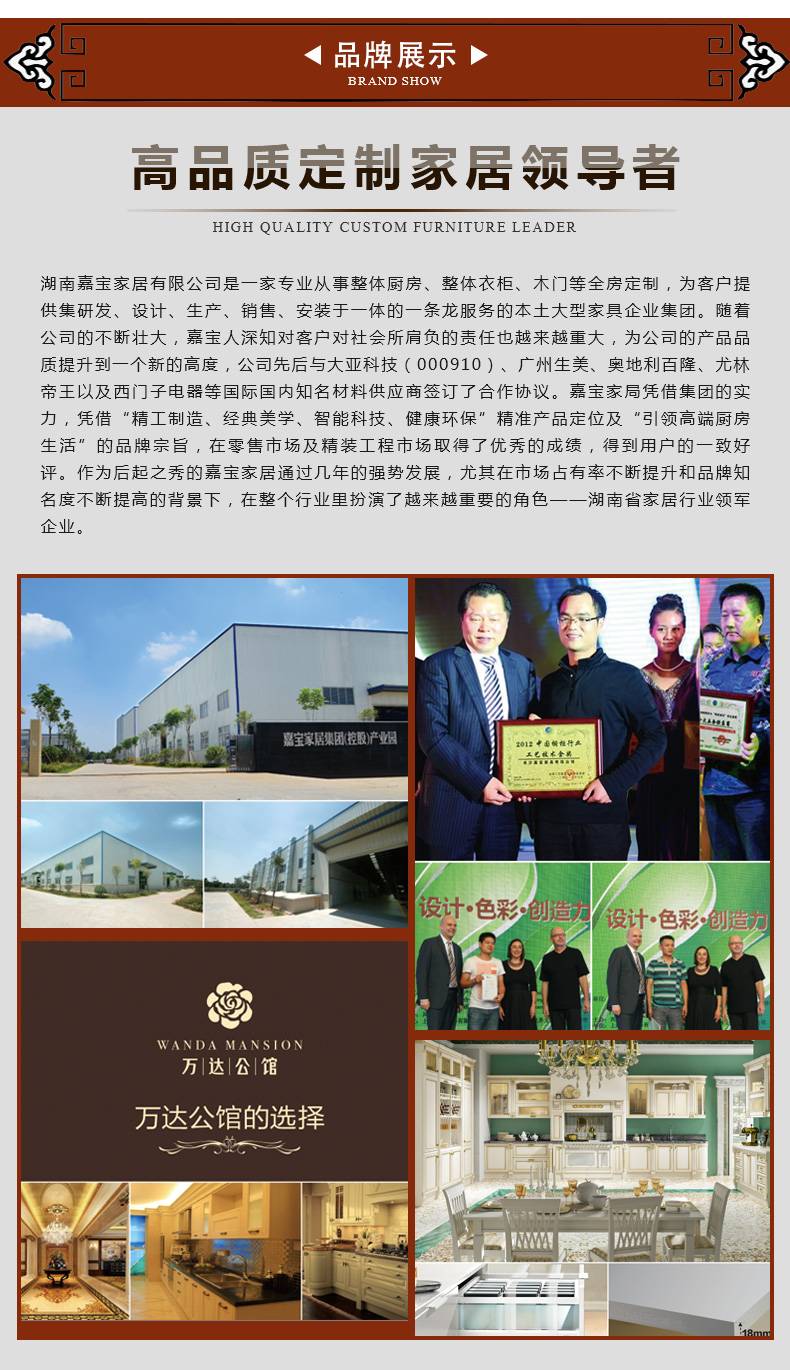 品牌展示
BRAND SHOW
高品质定制家居领导者
HIGH QUALITY CUSTOM FURNITURE LEADER
湖南嘉宝家居有限公司是一家专业从事整体厨房、整体衣柜、木门等全房定制，为客户提
供集研发、设计、生产、销售、安装于一体的一条龙服务的本土大型家具企业集团。随着
公司的不断壮大，嘉宝人深知对客户对社会所肩负的责任也越来越重大，为公司的产品品
质提升到一个新的高度，公司先后与大亚科技（000910）、广州生美、奥地利百隆、尤林
帝王以及西门子电器等国际国内知名材料供应商签订了合作协议。嘉宝家局凭借集团的实
力，凭借“精工制造、经典美学、智能科技、健康环保”精准产品定位及“引领高端厨房
生活”的品牌宗旨，在零售市场及精装工程市场取得了优秀的成绩，得到用户的一致好
评。作为后起之秀的嘉宝家居通过几年的强势发展，尤其在市场占有率不断提升和品牌知
名度不断提高的背景下，在整个行业里扮演了越来越重要的角色——湖南省家居行业领军
企业。
嘉宝家居集团(控股)产业园
2012 中国橱柜行业
工艺技术金奖
设计·色彩·创造力
设计·色彩·创造力
WANDA MANSION
万达公馆
万达公馆的选择
18mm